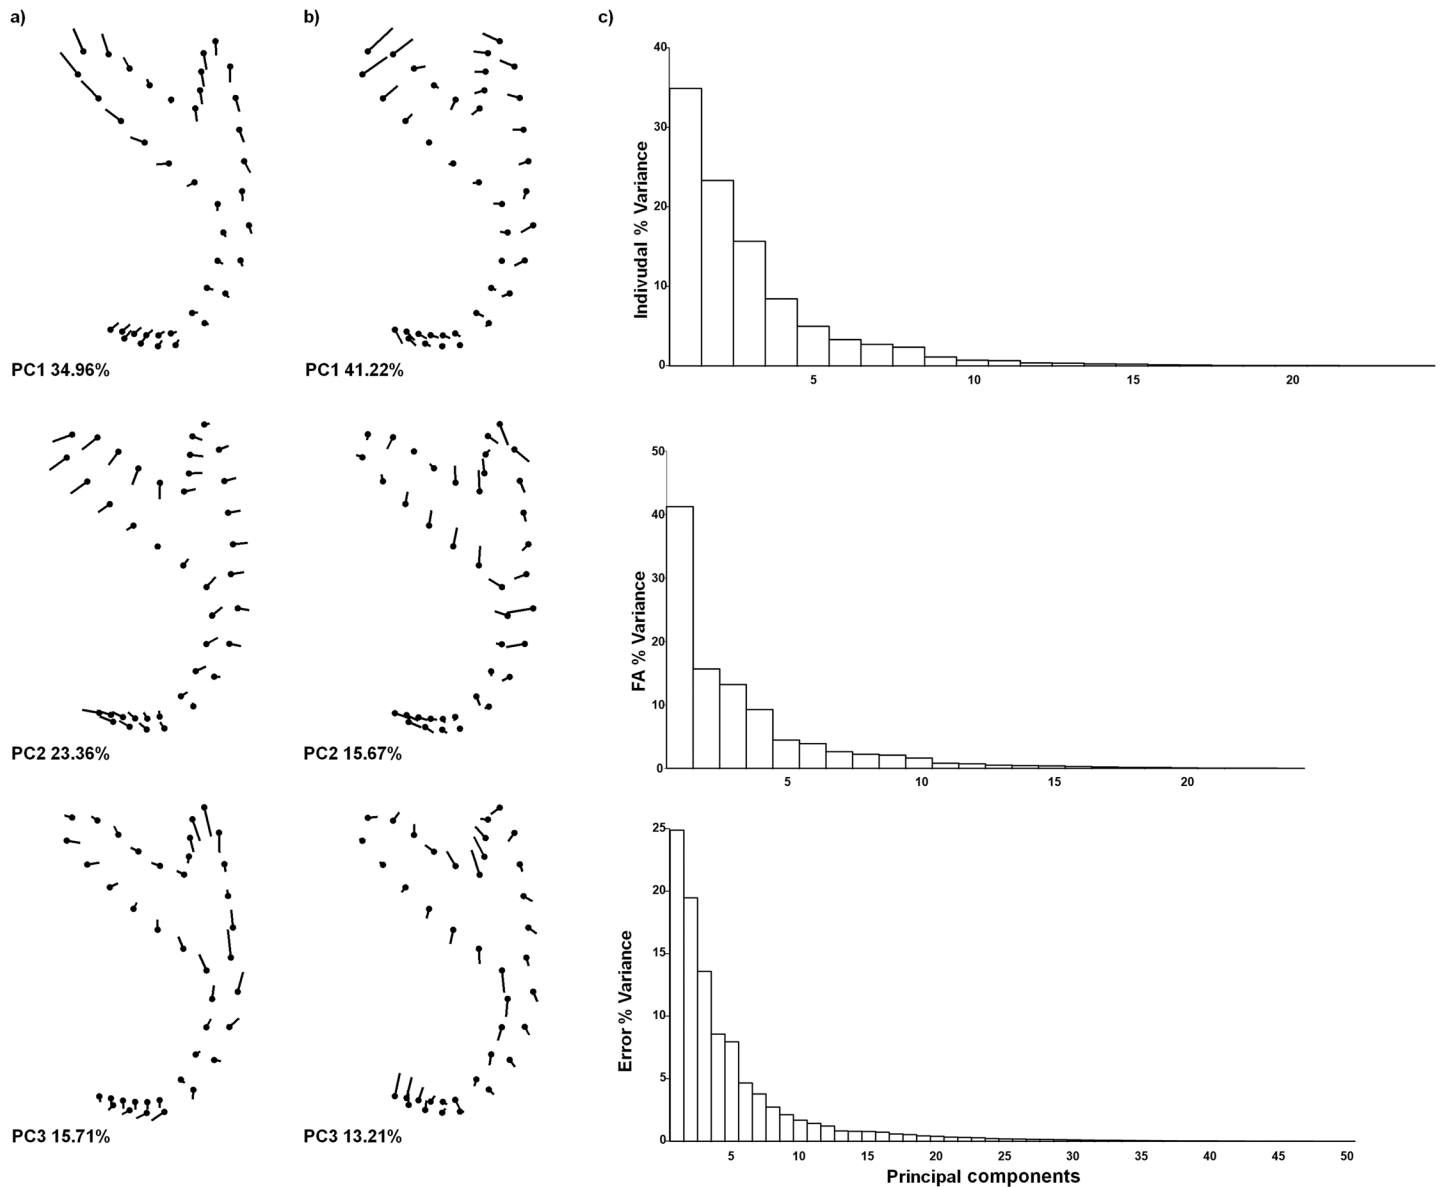 a)
b)
c)
PC1 34.96%
PC1 41.22%
PC2 23.36%
PC2 15.67%
PC3 15.71%
PC3 13.21%
Indivudal % Variance
40
30
20
10
0
5 10 15 20
FA % Variance
50
40
30
20
10
0
5 10 15 20
Error % Variance
25
20
15
10
5
0
5 10 15 20 25 30 35 40 45 50
Principal components